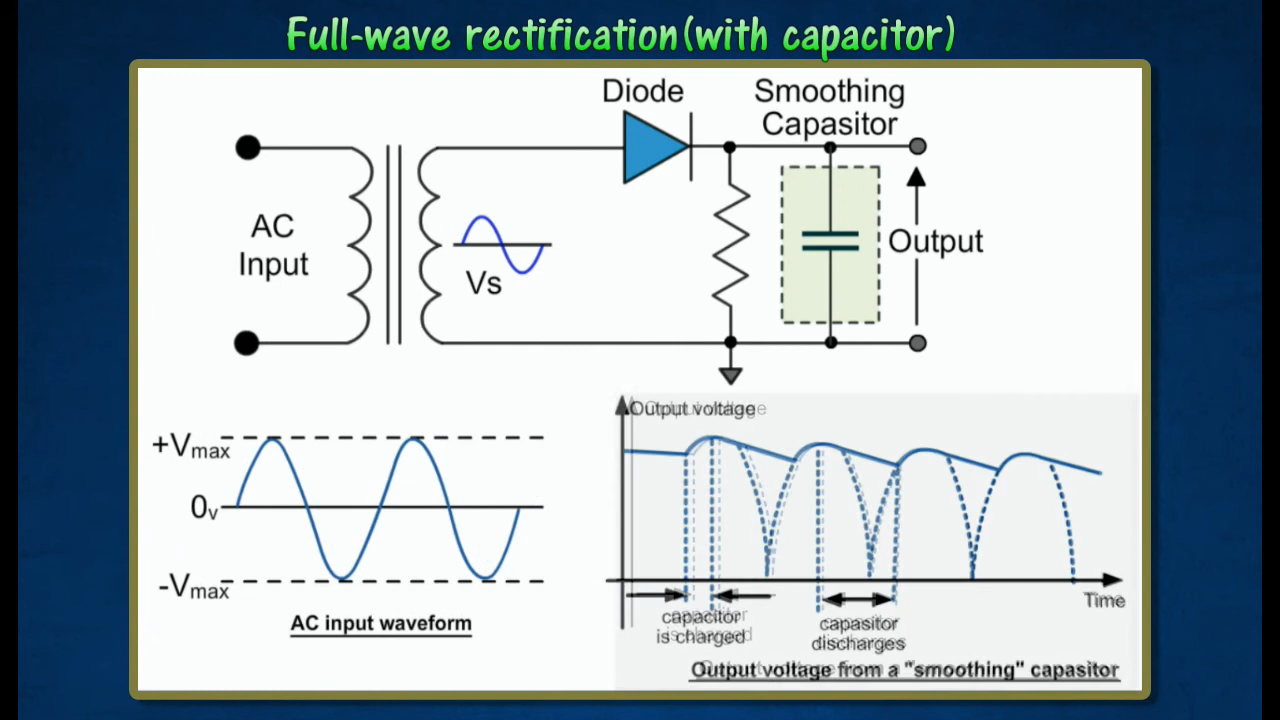 Full-wave rectification(with capacitor)
Diode
Smoothing
Capasitor
AC
Input
Vs
Output
+Vmax
0v
-Vmax
AC input waveform
Output voltage
Time
capacitor
is charged
capasitor
discharges
Output voltage from a "smoothing" capasitor